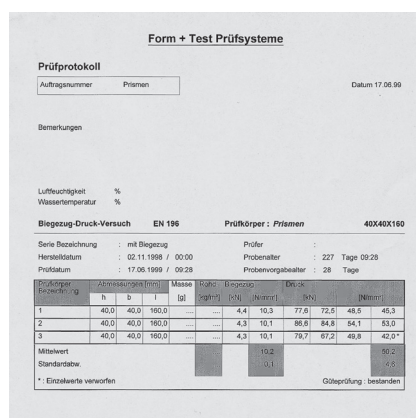 Form + Test Prüfsysteme
Prüfprotokoll
Auftragsnummer Prismen
Datum 17.06.99
Bemerkungen
Luftfeuchtigkeit %
Wassertemperatur %
Biegezug-Druck-Versuch EN 196 Prüfkörper : Prismen 40X40X160
Serie Bezeichnung : mit Biegezug Prüfer :
Herstelldatum : 02.11.1998 / 00:00 Probenalter : 227 Tage 09:28
Prüfdatum : 17.06.1999 / 09:28 Probenvorgabealter : 28 Tage
Prüfkörper Abmessungen [mm] Masse Rohd Biegezug Druck
Bezeichnung h b l [g] [kg/m³] [kN] [N/mm²] [kN] [N/mm²]
1 40,0 40,0 160,0 .... .... 4,4 10,3 77,6 72,5 48,5 45,3
2 40,0 40,0 160,0 .... .... 4,3 10,1 86,6 84,8 54,1 53,0
3 40,0 40,0 160,0 .... .... 4,3 10,1 79,7 67,2 49,8 42,0*
Mittelwert 10,2 50,2
Standardabw. 0,1
* : Einzelwerte verworfen Güteprüfung : bestanden